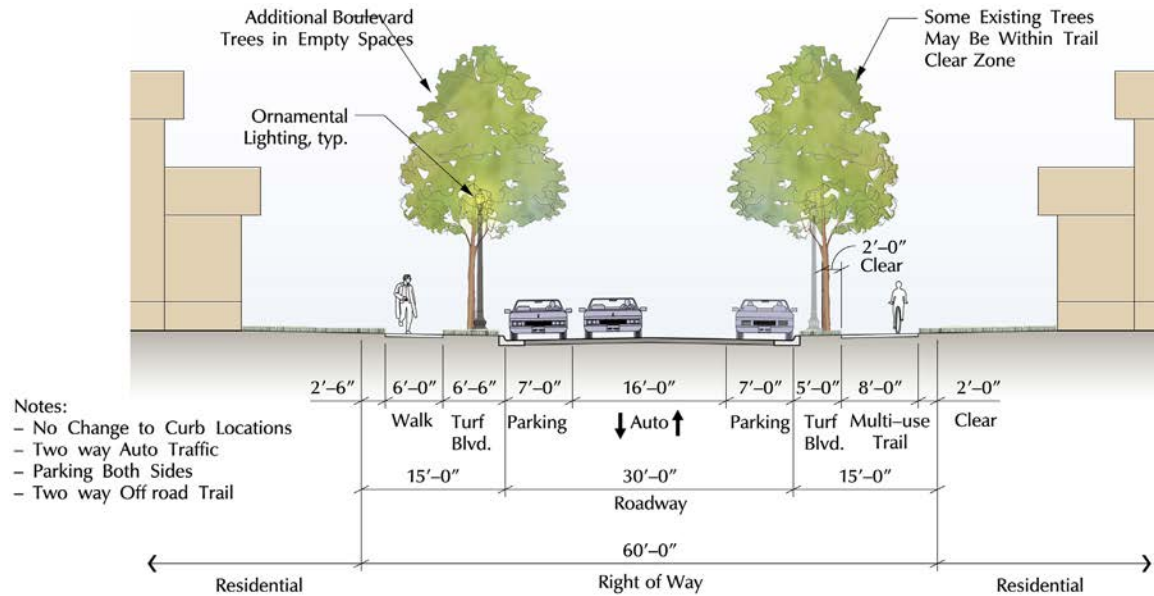 Additional Boulevard
Trees in Empty Spaces
Some Existing Trees
May Be Within Trail
Clear Zone
Ornamental
Lighting, typ.
2'-0"
Clear
2'-6" 6'-0" 6'-6" 7'-0" 16'-0" 7'-0" 5'-0" 8'-0" 2'-0"
Walk Turf Blvd. Parking Auto Parking Turf Blvd. Multi-use Trail Clear
Notes:
– No Change to Curb Locations
– Two way Auto Traffic
– Parking Both Sides
– Two way Off road Trail
15'-0" 30'-0" 15'-0"
Roadway
60'-0"
Residential Right of Way Residential